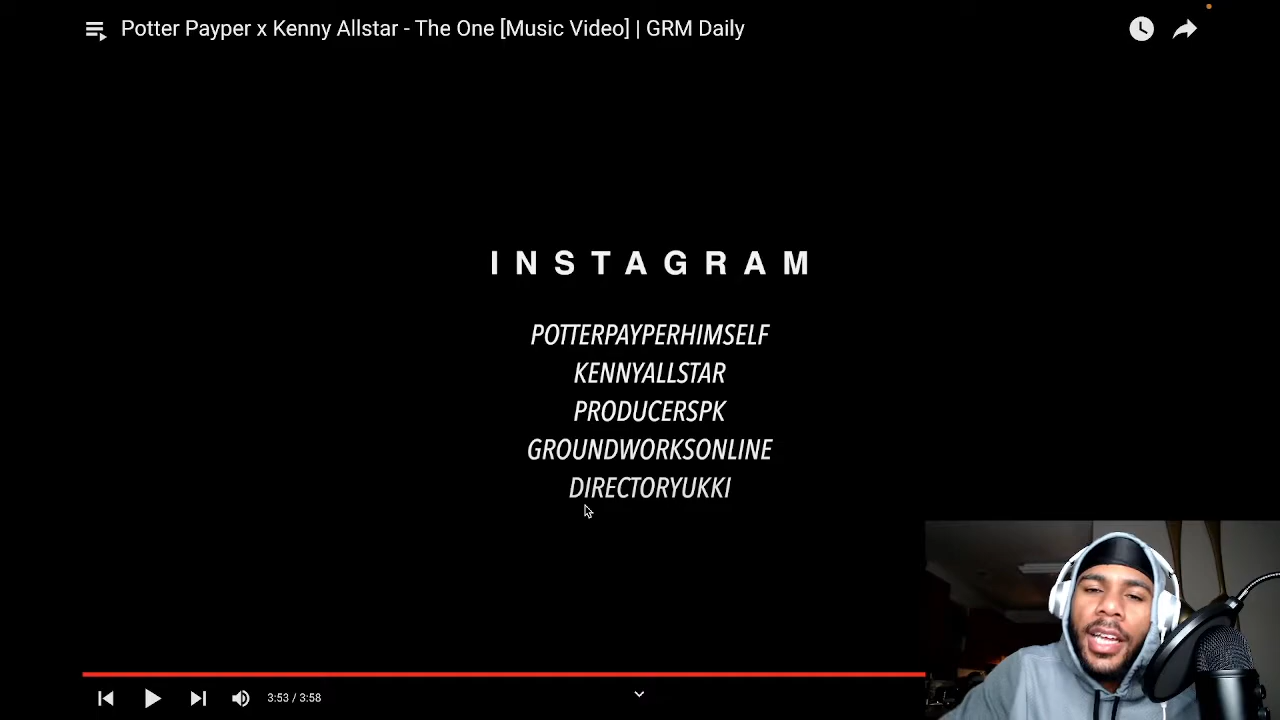 Potter Payper x Kenny Allstar - The One [Music Video] | GRM Daily
INSTAGRAM
POTTERPAYPERHIMSELF
KENNYALLSTAR
PRODUCERSPK
GROUNDWORKSONLINE
DIRECTORYUKKI
3:53 / 3:58